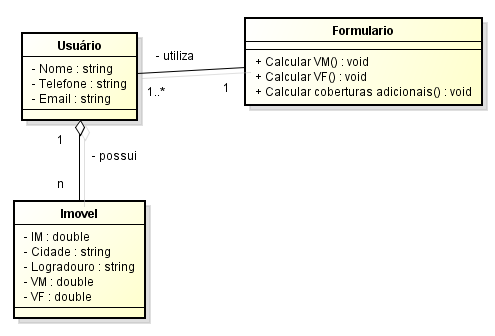 Usuário
- Nome : string
- Telefone : string
- Email : string
- utiliza
1..*
1
Formulario
+ Calcular VM() : void
+ Calcular VF() : void
+ Calcular coberturas adicionais() : void
1
- possui
n
Imovel
- IM : double
- Cidade : string
- Logradouro : string
- VM : double
- VF : double